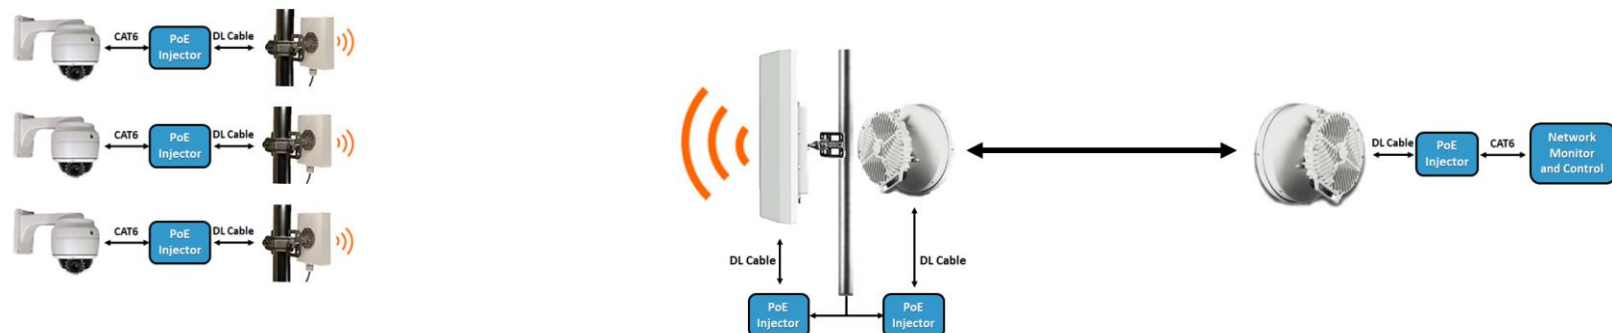 CAT6
PoE
Injector
DL Cable
CAT6
PoE
Injector
DL Cable
CAT6
PoE
Injector
DL Cable
DL Cable
PoE
Injector
DL Cable
PoE
Injector
DL Cable
PoE
Injector
CAT6
Network
Monitor
and Control